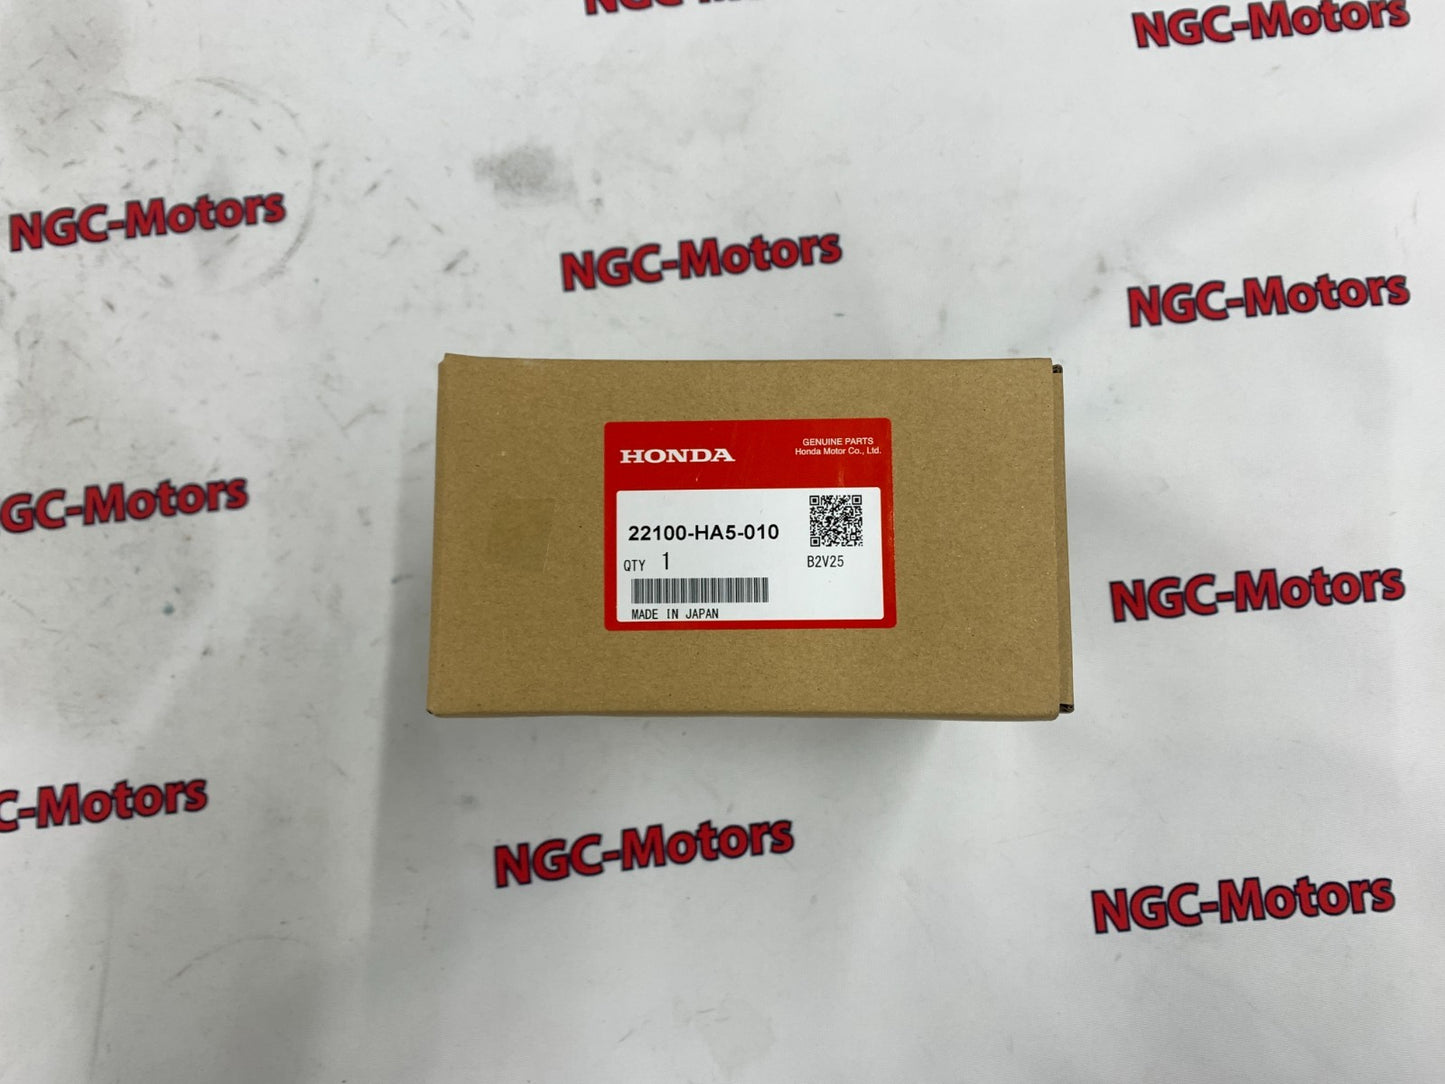 NGC-Motors
NGC-Motors
NGC-Motors
NGC-Motors
HONDA
GENUINE PARTS
Honda Motor Co., Ltd.
22100-HA5-010
QTY 1
B2V25
MADE IN JAPAN
GC-Motors
NGC-Motors
C-Motors
NGC-Motors
NGC-Motors